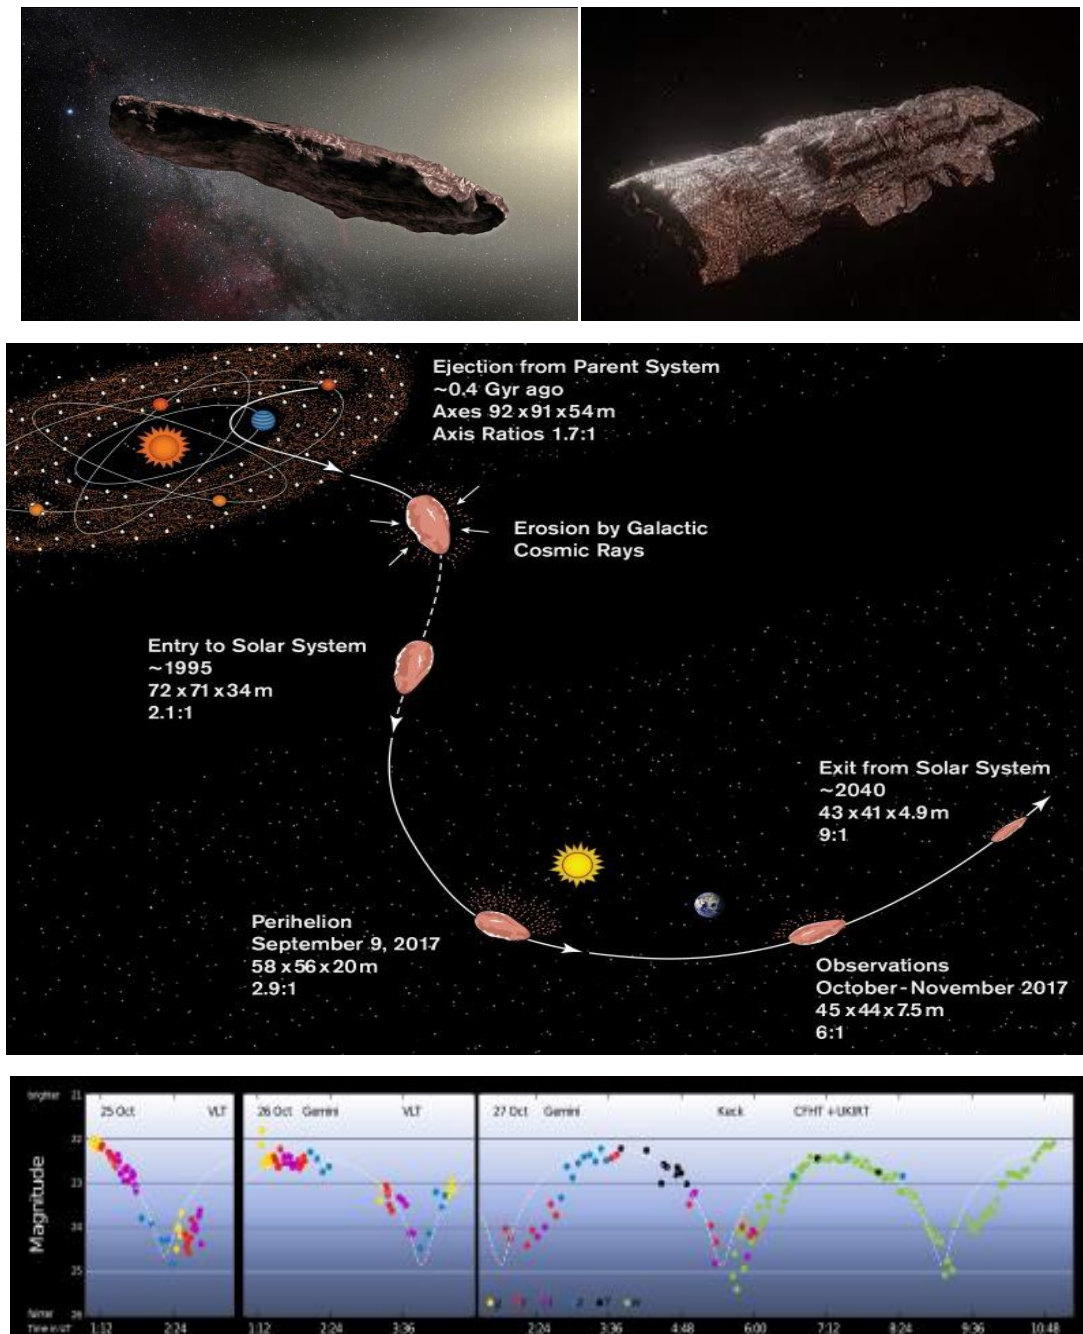 Ejection from Parent System
~0.4 Gyr ago
Axes 92 x 91 x 54 m
Axis Ratios 1.7:1
Erosion by Galactic
Cosmic Rays
Entry to Solar System
~1995
72 x 71 x 34 m
2.1:1
Exit from Solar System
~2040
43 x 41 x 4.9 m
9:1
Perihelion
September 9, 2017
58 x 56 x 20 m
2.9:1
Observations
October-November 2017
45 x 44 x 7.5 m
6:1
brighter 21
25 Oct VLT 26 Oct Gemini VLT 27 Oct Gemini Keck CFHT + UKIRT
22
23
Magnitude
24
25
fainter 26
1:12 2:24 1:12 2:24 3:36 2:24 3:36 4:48 6:00 7:12 8:24 9:36 10:48